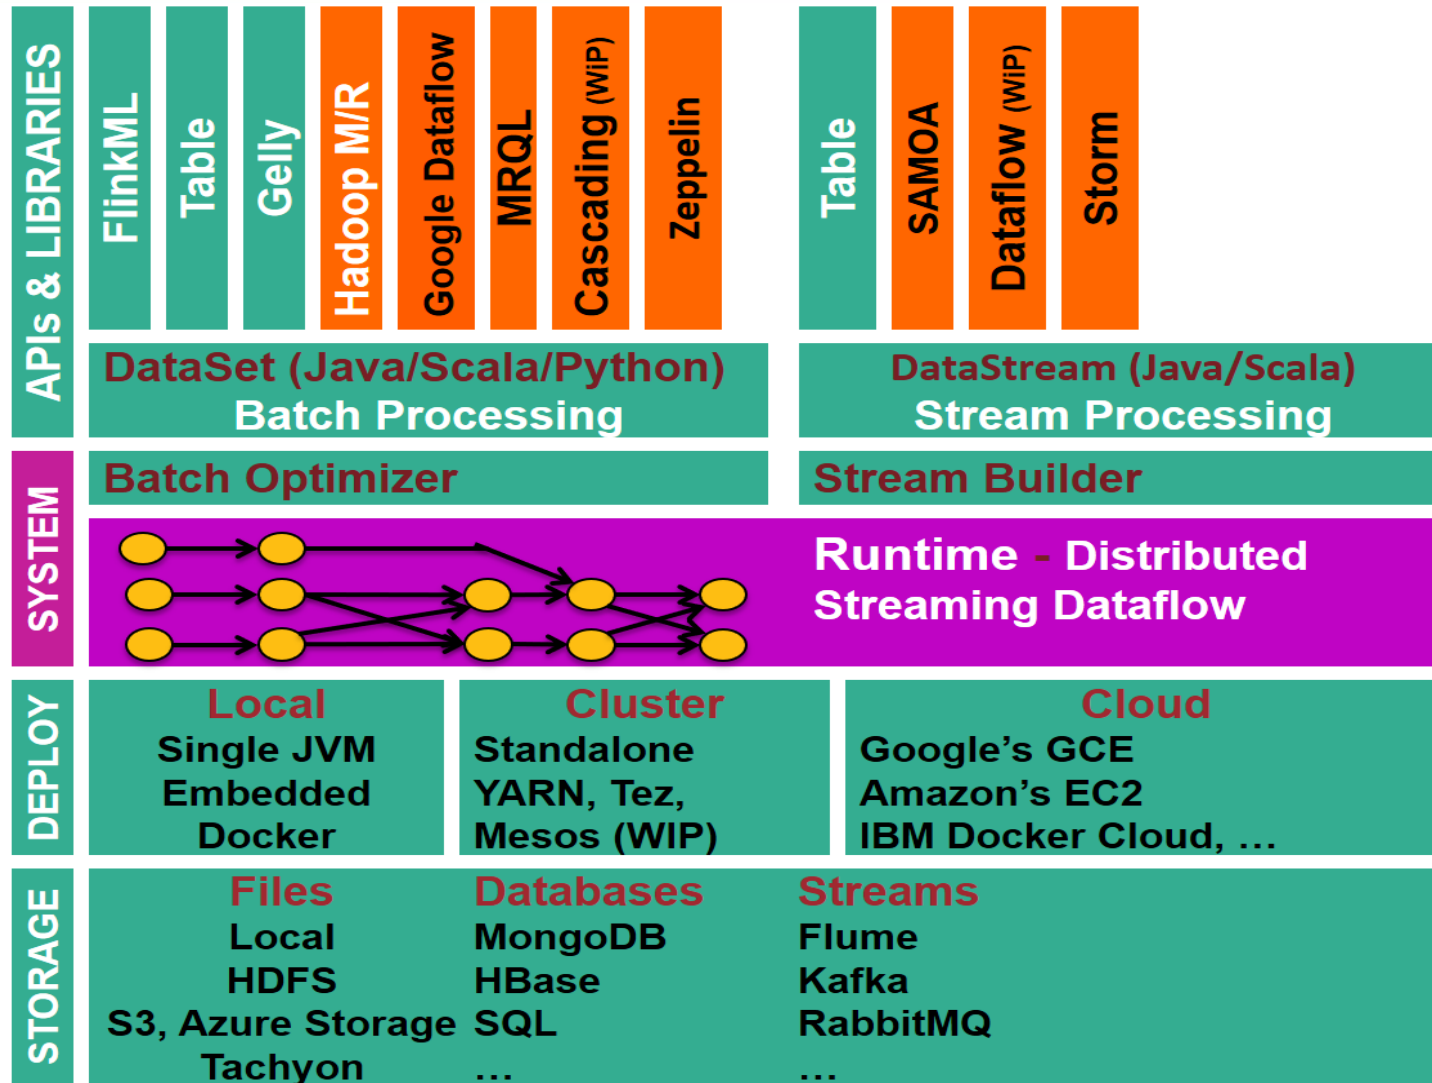 APIs & LIBRARIES
FlinkML
Table
Gelly
Hadoop M/R
Google Dataflow
MRQL
Cascading (WiP)
Zeppelin
Table
SAMOA
Dataflow (WiP)
Storm
DataSet (Java/Scala/Python)
Batch Processing
DataStream (Java/Scala)
Stream Processing
SYSTEM
Batch Optimizer
Stream Builder
Runtime - Distributed
Streaming Dataflow
DEPLOY
Local
Single JVM
Embedded
Docker
Cluster
Standalone
YARN, Tez,
Mesos (WIP)
Cloud
Google’s GCE
Amazon’s EC2
IBM Docker Cloud, …
STORAGE
Files
Local
HDFS
S3, Azure Storage
Tachyon
Databases
MongoDB
HBase
SQL
…
Streams
Flume
Kafka
RabbitMQ
…